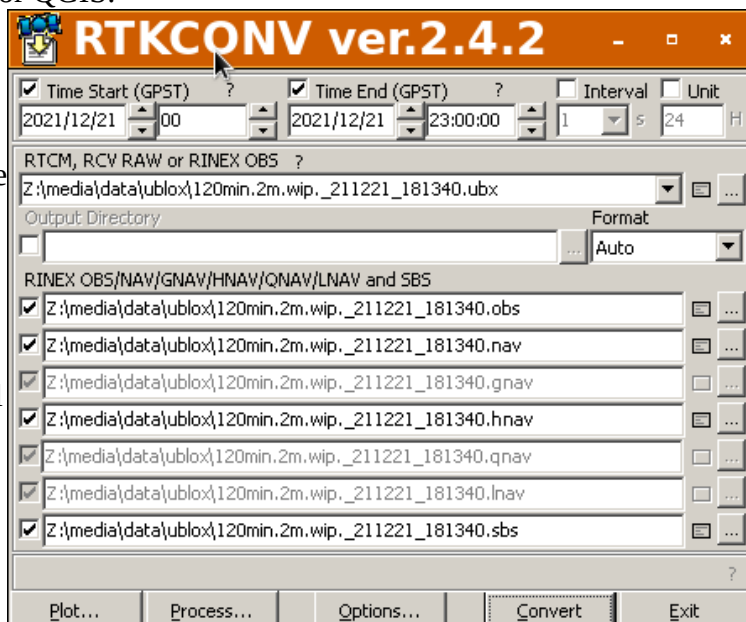 or QGIS.
RTKCONV ver.2.4.2
Time Start (GPST) ? Time End (GPST) ? Interval Unit
2021/12/21 00 2021/12/21 23:00:00 1 s 24 H
RTCM, RCV RAW or RINEX OBS ?
e
Z:\media\data\ublox\120min.2m.wip._211221_181340.ubx ...
Output Directory Format
... Auto
RINEX OBS/NAV/GNAV/HNAV/QNAV/LNAV and SBS
Z:\media\data\ublox\120min.2m.wip._211221_181340.obs ...
Z:\media\data\ublox\120min.2m.wip._211221_181340.nav ...
Z:\media\data\ublox\120min.2m.wip._211221_181340.gnav ...
Z:\media\data\ublox\120min.2m.wip._211221_181340.hnav ...
Z:\media\data\ublox\120min.2m.wip._211221_181340.qnav ...
Z:\media\data\ublox\120min.2m.wip._211221_181340.lnav ...
Z:\media\data\ublox\120min.2m.wip._211221_181340.sbs ...
?
Plot... Process... Options... Convert Exit